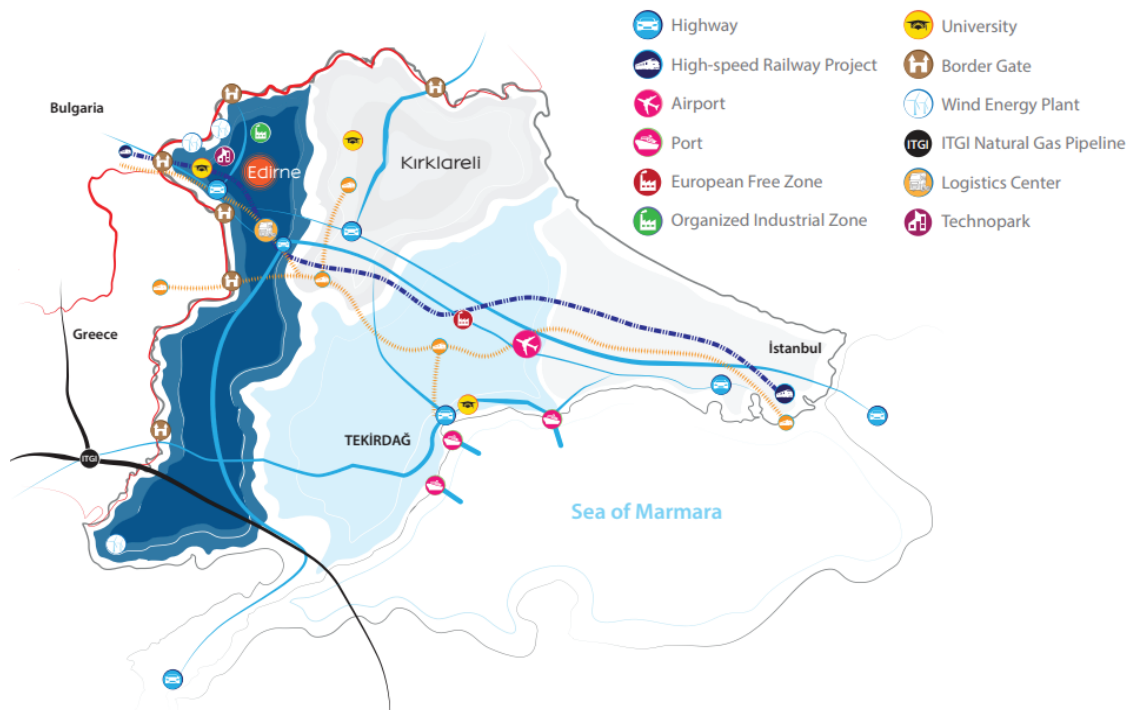 Highway
University
High-speed Railway Project
Border Gate
Airport
Wind Energy Plant
Port
ITGI
ITGI Natural Gas Pipeline
European Free Zone
Logistics Center
Organized Industrial Zone
Technopark
Bulgaria
Edirne
Kırklareli
Greece
İstanbul
TEKİRDAĞ
ITGI
Sea of Marmara